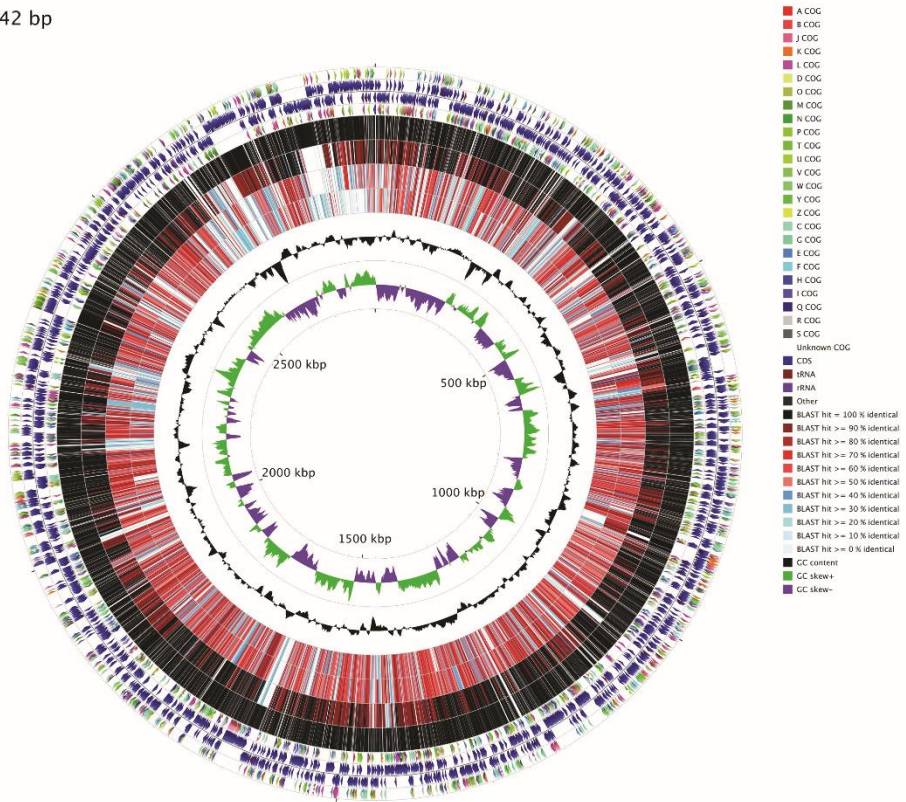 42 bp
A COG
B COG
J COG
K COG
L COG
D COG
O COG
M COG
N COG
P COG
T COG
U COG
V COG
W COG
Y COG
Z COG
C COG
G COG
E COG
F COG
H COG
I COG
Q COG
R COG
S COG
Unknown COG
CDS
tRNA
rRNA
Other
BLAST hit = 100 % identical
BLAST hit >= 90 % identical
BLAST hit >= 80 % identical
BLAST hit >= 70 % identical
BLAST hit >= 60 % identical
BLAST hit >= 50 % identical
BLAST hit >= 40 % identical
BLAST hit >= 30 % identical
BLAST hit >= 20 % identical
BLAST hit >= 10 % identical
BLAST hit >= 0 % identical
GC content
GC skew+
GC skew-
2500 kbp
500 kbp
2000 kbp
1000 kbp
1500 kbp